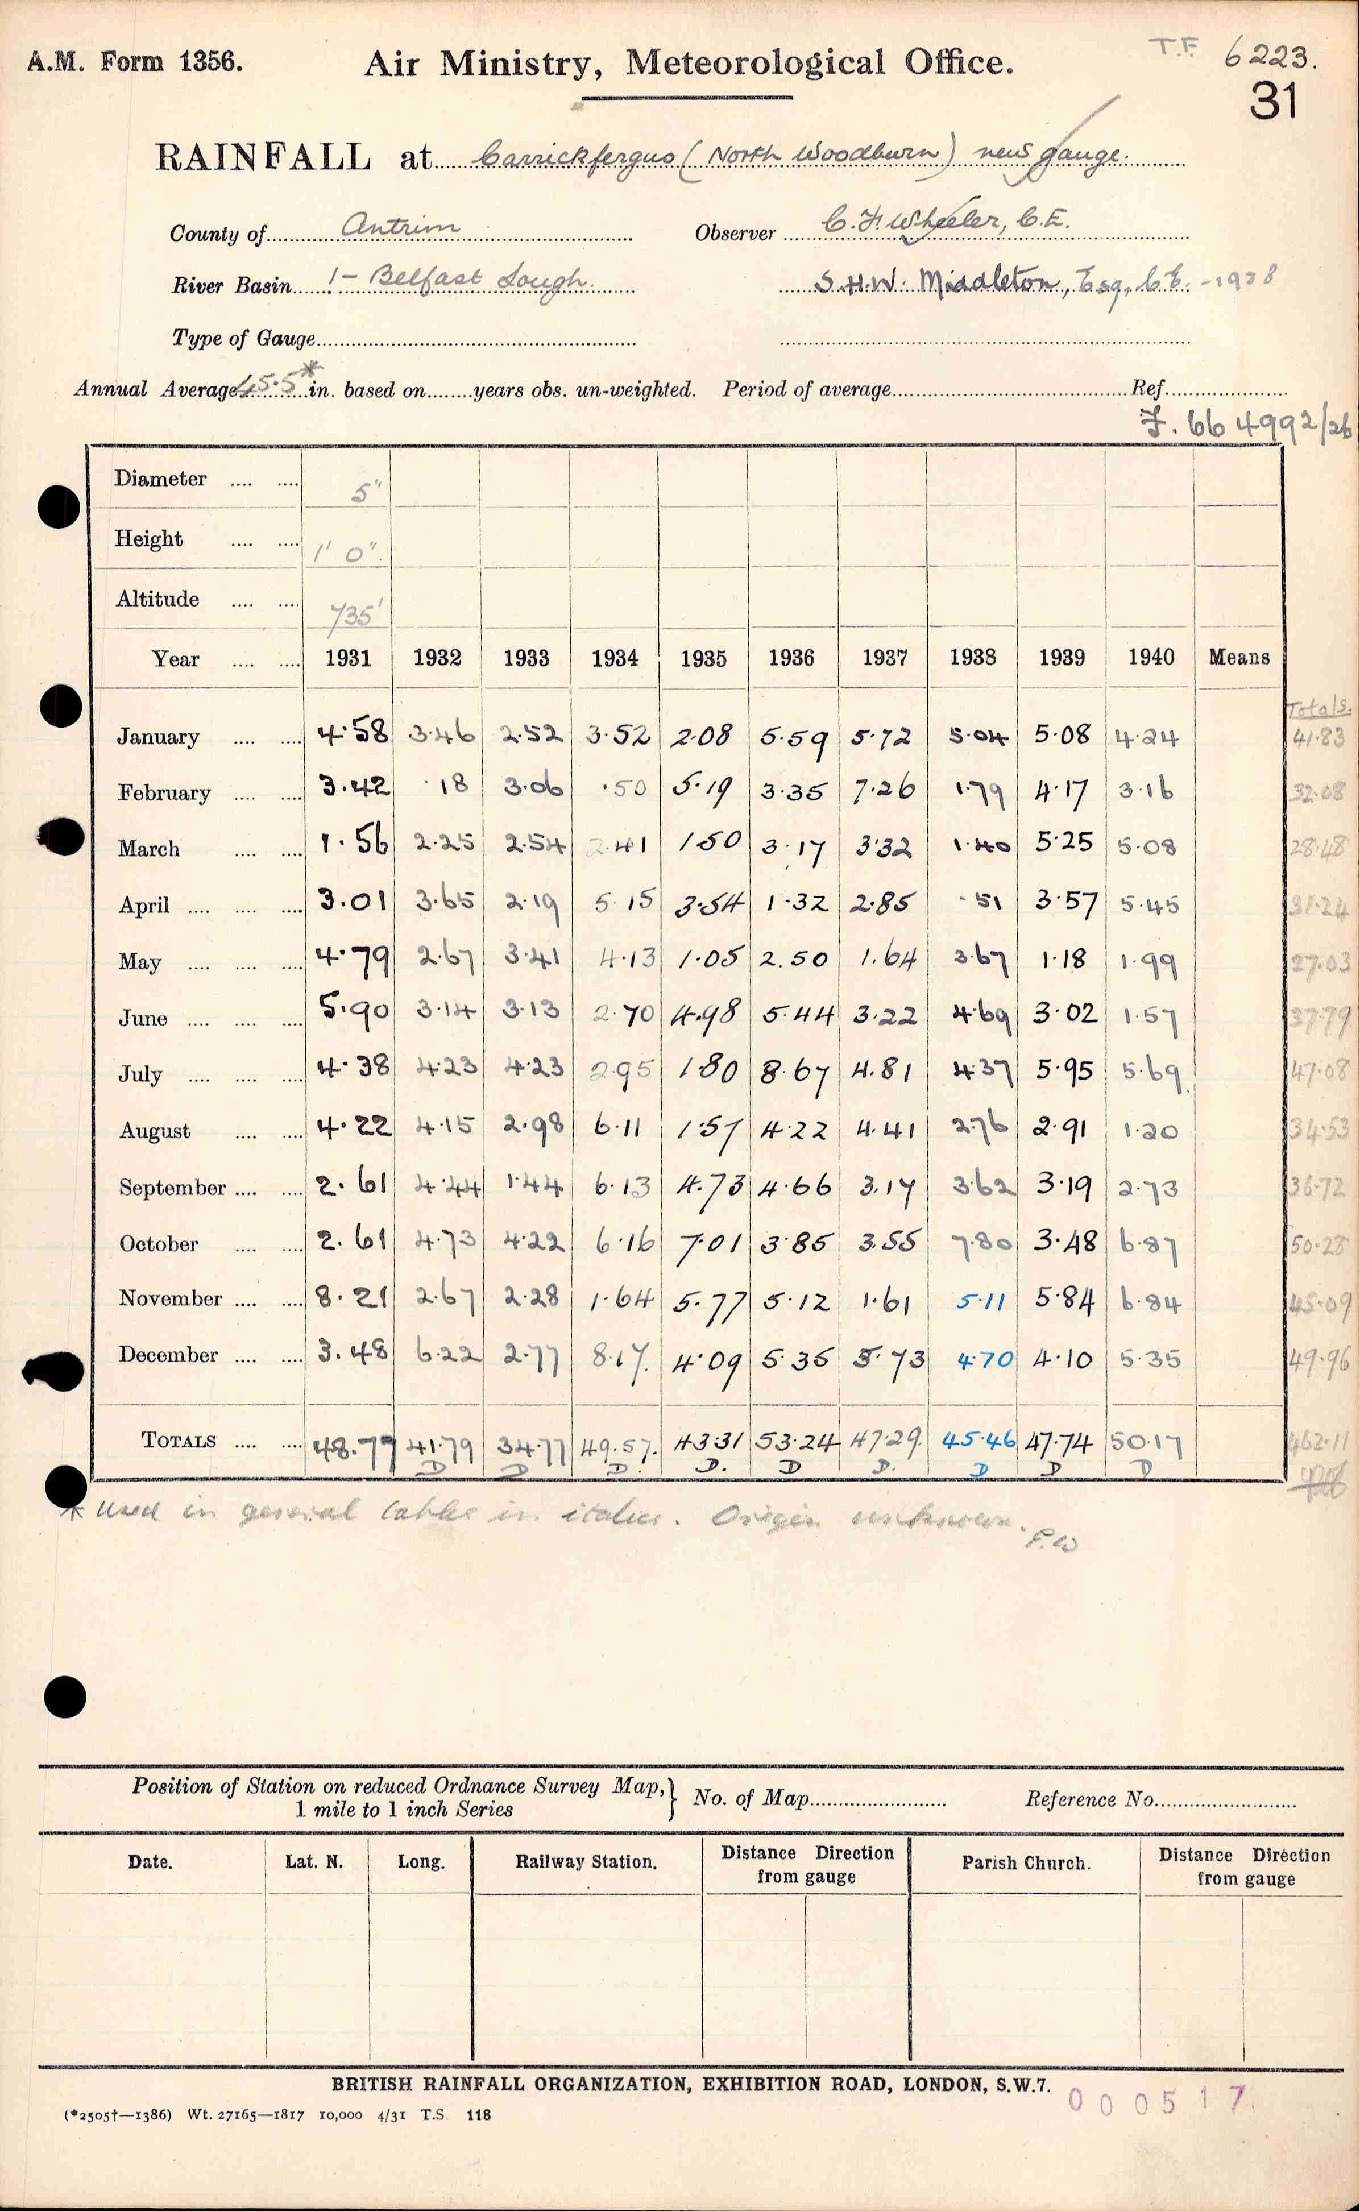 A.M. Form 1356.
Air Ministry, Meteorological Office.
T.F. 6223.
31
RAINFALL at Carrickfergus (North Woodburn) new gauge.
County of Antrim Observer C. F. Wheeler, C.E.
River Basin 1 - Belfast Lough. S.H.W. Middleton, Esq., C.E. - 1938
Type of Gauge
Annual Average 45.5* in. based on years obs. un-weighted. Period of average Ref.
F. 66 4992/26
Diameter 5"
Height 1' 0".
Altitude 735'
Year 1931 1932 1933 1934 1935 1936 1937 1938 1939 1940 Means
Totals.
January 4.58 3.46 2.52 3.52 2.08 5.59 5.72 5.04 5.08 4.24 41.83
February 3.42 .18 3.06 .50 5.19 3.35 7.26 1.79 4.17 3.16 32.08
March 1.56 2.25 2.54 2.41 1.50 3.17 3.32 1.40 5.25 5.08 28.48
April 3.01 3.65 2.19 5.15 3.54 1.32 2.85 .51 3.57 5.45 31.24
May 4.79 2.67 3.41 4.13 1.05 2.50 1.64 3.67 1.18 1.99 27.03
June 5.90 3.14 3.13 2.70 4.98 5.44 3.22 4.69 3.02 1.57 37.79
July 4.38 4.23 4.23 2.95 1.80 8.67 4.81 4.37 5.95 5.69 47.08
August 4.22 4.15 2.98 6.11 1.57 4.22 4.41 2.76 2.91 1.20 34.53
September 2.61 4.44 1.44 6.13 4.73 4.66 3.17 3.62 3.19 2.73 36.72
October 2.61 4.73 4.22 6.16 7.01 3.85 3.55 7.80 3.48 6.87 50.28
November 8.21 2.67 2.28 1.64 5.77 5.12 1.61 5.11 5.84 6.84 45.09
December 3.48 6.22 2.77 8.17. 4.09 5.35 5.73 4.70 4.10 5.35 49.96
TOTALS 48.77 41.79 34.77 49.57. 43.31 53.24 47.29. 45.46 47.74 50.17 462.11
D D D. D. D D. D D D
* used in general table in italics. Origin unknown. P.W
Position of Station on reduced Ordnance Survey Map, } No. of Map Reference No.
1 mile to 1 inch Series
Date. Lat. N. Long. Railway Station. Distance Direction from gauge Parish Church. Distance Direction from gauge
BRITISH RAINFALL ORGANIZATION, EXHIBITION ROAD, LONDON, S.W.7.
000517
(*2505†—1386) Wt. 27165—1817 10,000 4/31 T.S. 118